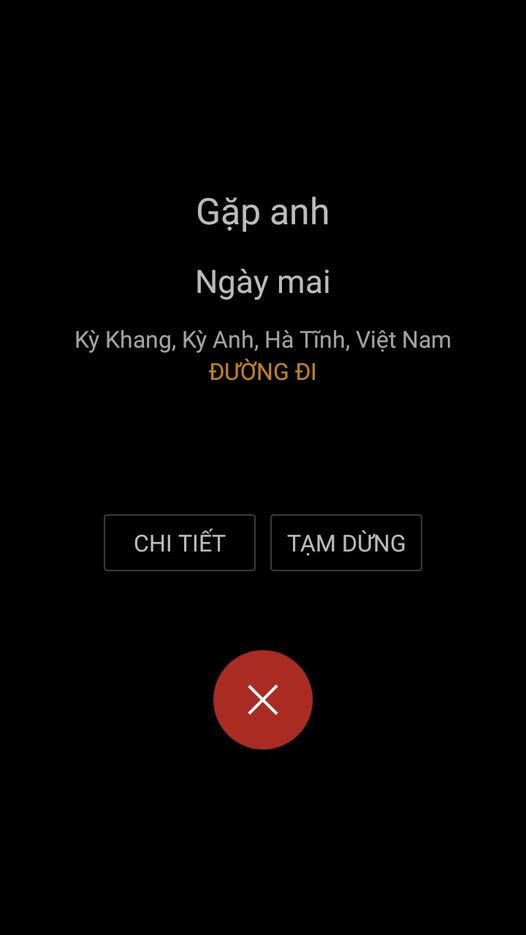 Gặp anh
Ngày mai
Kỳ Khang, Kỳ Anh, Hà Tĩnh, Việt Nam
ĐƯỜNG ĐI
CHI TIẾT
TẠM DỪNG